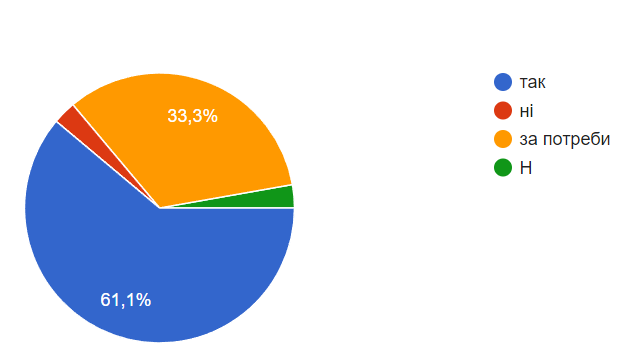 так
ні
за потреби
Н
33,3%
61,1%